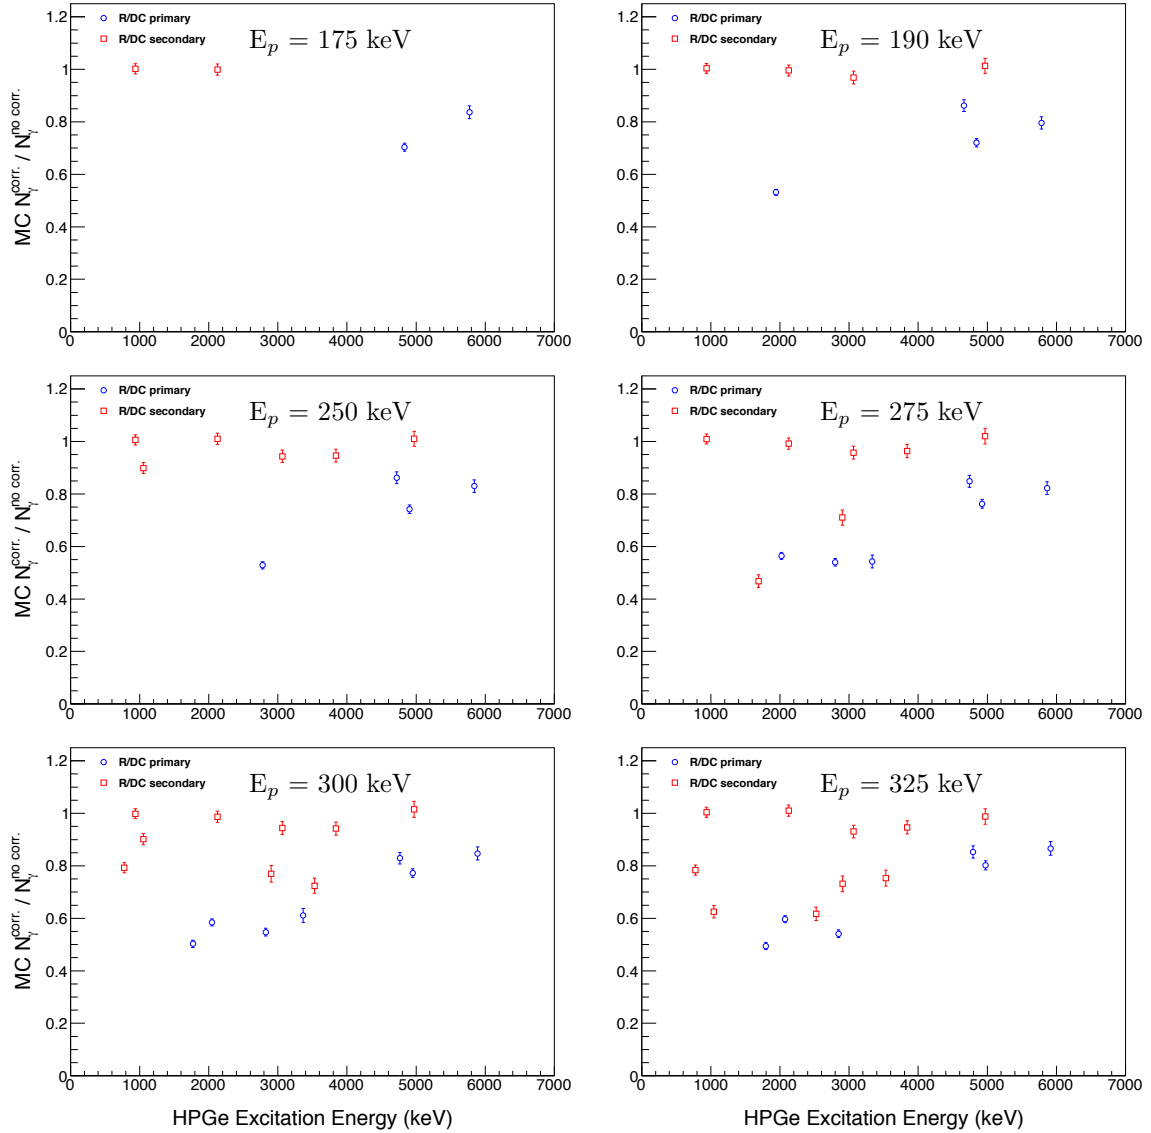 R/DC primary
R/DC secondary
E_p = 175 keV
1.2
1
0.8
0.6
0.4
0.2
0
MC N_γ^corr. / N_γ^no corr.
0 1000 2000 3000 4000 5000 6000 7000
R/DC primary
R/DC secondary
E_p = 190 keV
1.2
1
0.8
0.6
0.4
0.2
0
0 1000 2000 3000 4000 5000 6000 7000
R/DC primary
R/DC secondary
E_p = 250 keV
1.2
1
0.8
0.6
0.4
0.2
0
MC N_γ^corr. / N_γ^no corr.
0 1000 2000 3000 4000 5000 6000 7000
R/DC primary
R/DC secondary
E_p = 275 keV
1.2
1
0.8
0.6
0.4
0.2
0
0 1000 2000 3000 4000 5000 6000 7000
R/DC primary
R/DC secondary
E_p = 300 keV
1.2
1
0.8
0.6
0.4
0.2
0
MC N_γ^corr. / N_γ^no corr.
0 1000 2000 3000 4000 5000 6000 7000
HPGe Excitation Energy (keV)
R/DC primary
R/DC secondary
E_p = 325 keV
1.2
1
0.8
0.6
0.4
0.2
0
0 1000 2000 3000 4000 5000 6000 7000
HPGe Excitation Energy (keV)